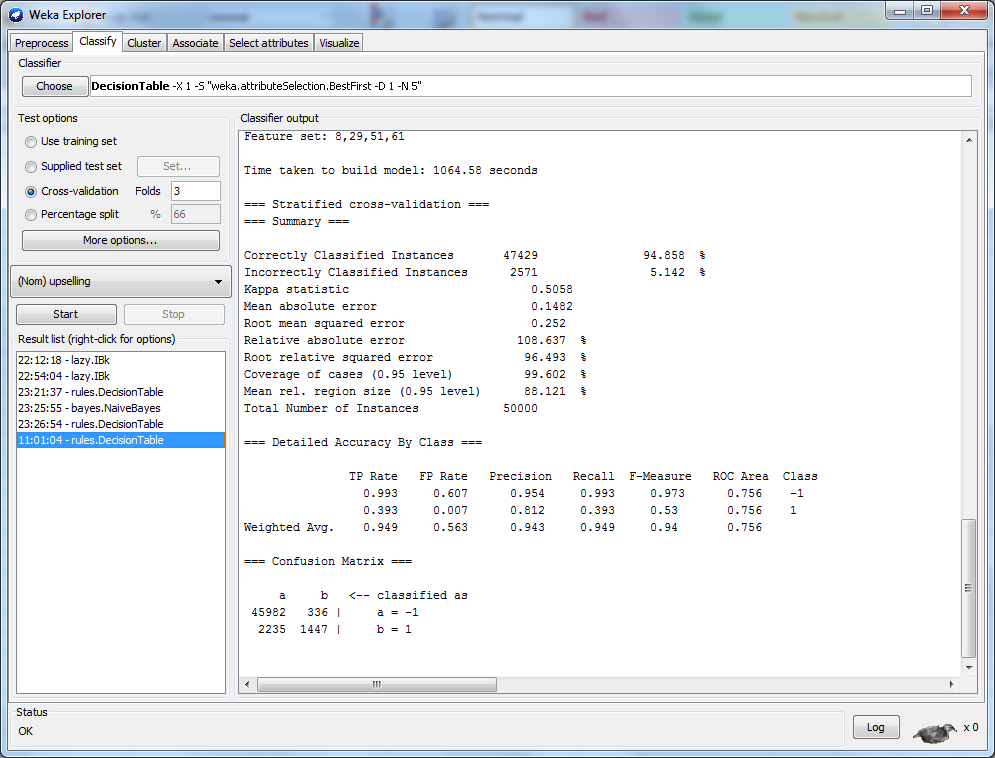 Weka Explorer
Preprocess Classify Cluster Associate Select attributes Visualize
Classifier
Choose DecisionTable -X 1 -S "weka.attributeSelection.BestFirst -D 1 -N 5"
Test options
Use training set
Supplied test set Set...
Cross-validation Folds 3
Percentage split % 66
More options...
(Nom) upselling
Start Stop
Result list (right-click for options)
22:12:18 - lazy.IBk
22:54:04 - lazy.IBk
23:21:37 - rules.DecisionTable
23:25:55 - bayes.NaiveBayes
23:26:54 - rules.DecisionTable
11:01:04 - rules.DecisionTable
Classifier output
Feature set: 8,29,51,61
Time taken to build model: 1064.58 seconds
=== Stratified cross-validation ===
=== Summary ===
Correctly Classified Instances 47429 94.858 %
Incorrectly Classified Instances 2571 5.142 %
Kappa statistic 0.5058
Mean absolute error 0.1482
Root mean squared error 0.252
Relative absolute error 108.637 %
Root relative squared error 96.493 %
Coverage of cases (0.95 level) 99.602 %
Mean rel. region size (0.95 level) 88.121 %
Total Number of Instances 50000
=== Detailed Accuracy By Class ===
TP Rate FP Rate Precision Recall F-Measure ROC Area Class
0.993 0.607 0.954 0.993 0.973 0.756 -1
0.393 0.007 0.812 0.393 0.53 0.756 1
Weighted Avg. 0.949 0.563 0.943 0.949 0.94 0.756
=== Confusion Matrix ===
a b <-- classified as
45982 336 | a = -1
2235 1447 | b = 1
Status
OK
Log x 0